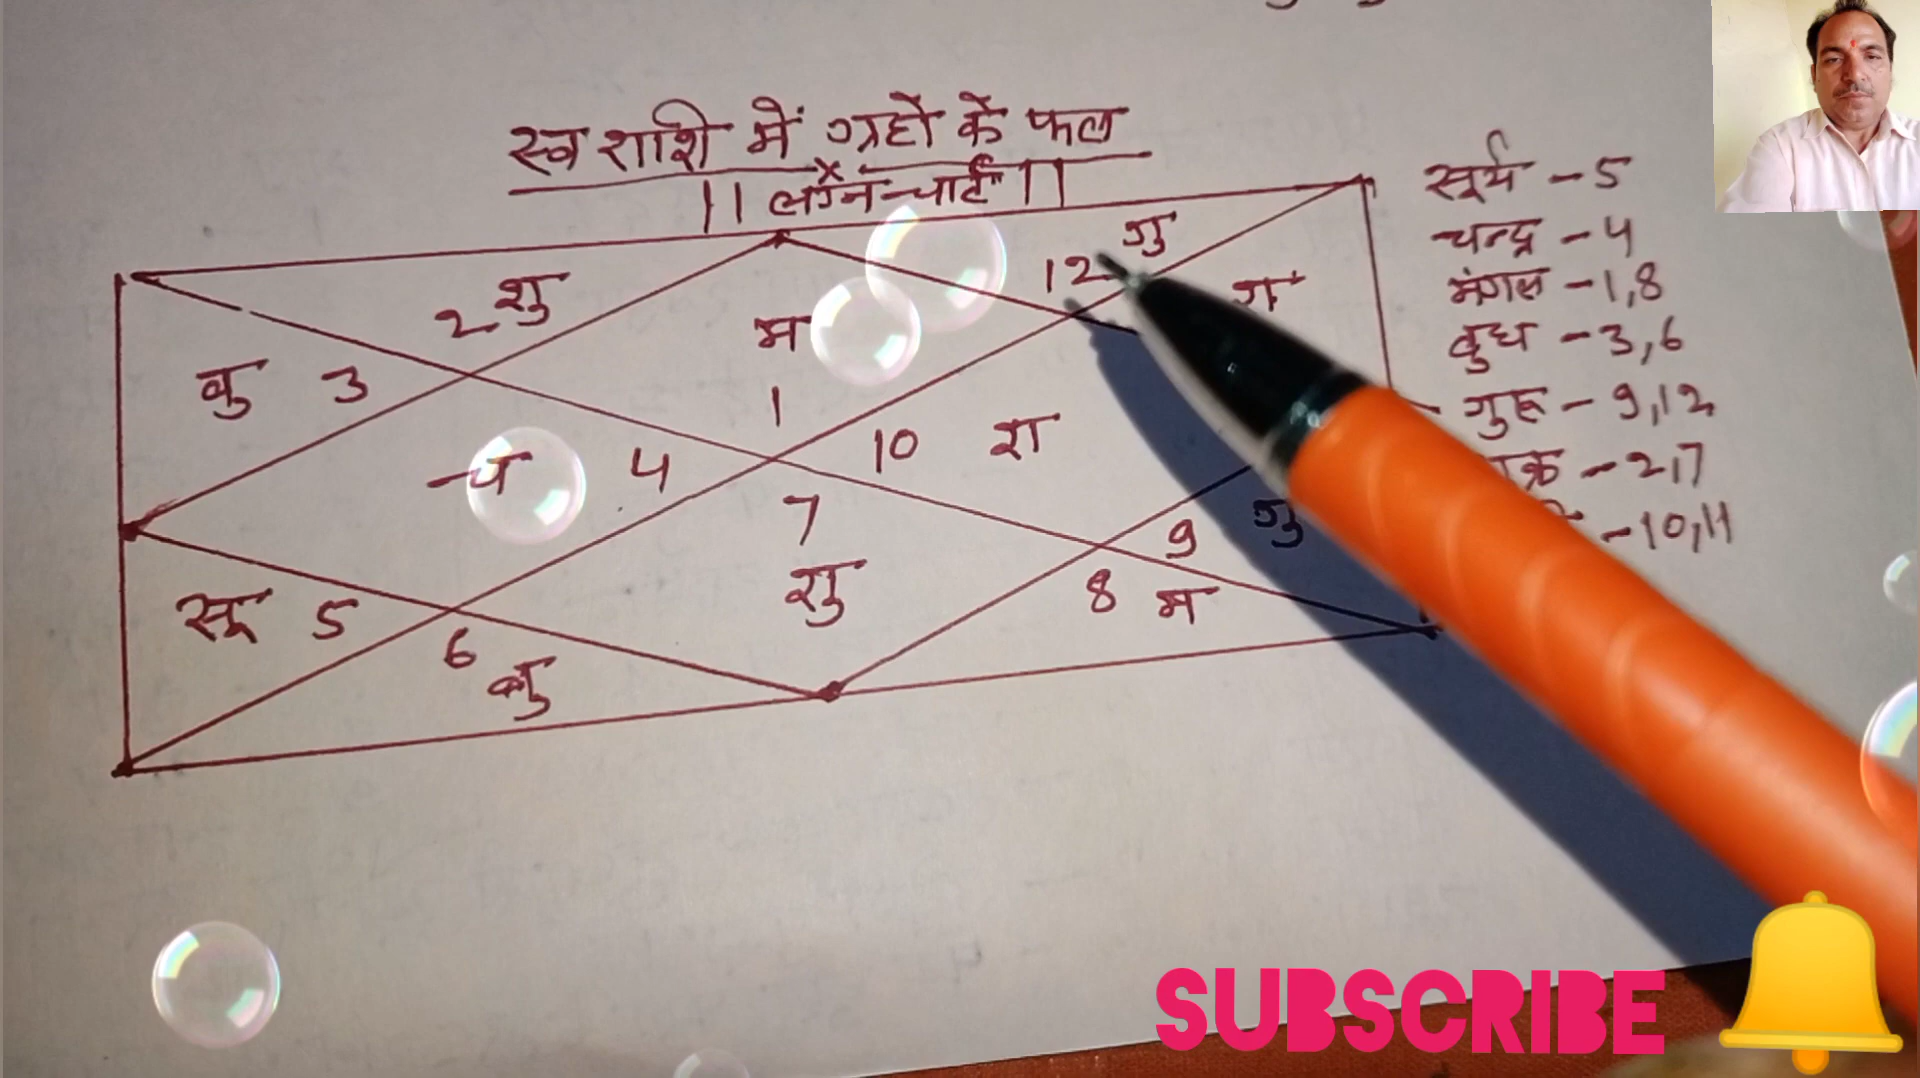 स्व राशि में ग्रहों के फल
|| लग्न-चार्ट ||
2 शु
12 गु
म
1
बु 3
च 4
10 श
7
शु
9 गु
8 म
सू 5
6
बु
सूर्य - 5
चन्द्र - 4
मंगल - 1,8
बुध - 3,6
गुरू - 9,12
- 2,7
- 10,11
SUBSCRIBE